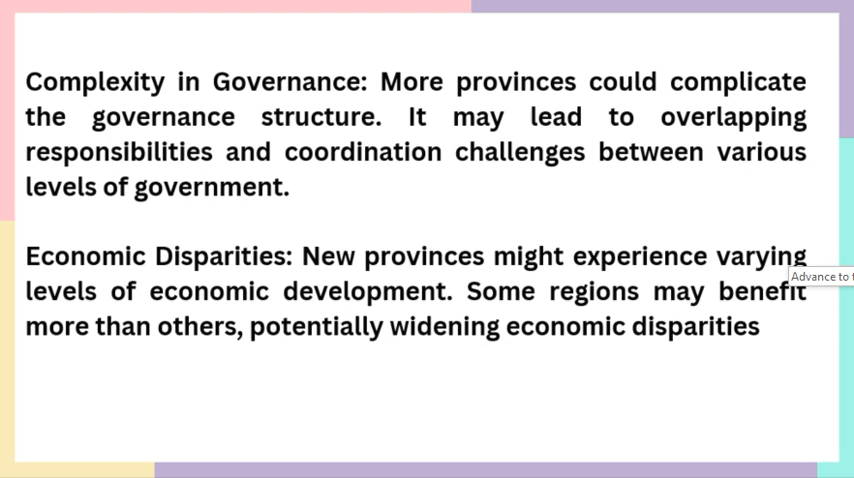 Complexity in Governance: More provinces could complicate
the governance structure. It may lead to overlapping
responsibilities and coordination challenges between various
levels of government.
Economic Disparities: New provinces might experience varying
levels of economic development. Some regions may benefit
more than others, potentially widening economic disparities
Advance to